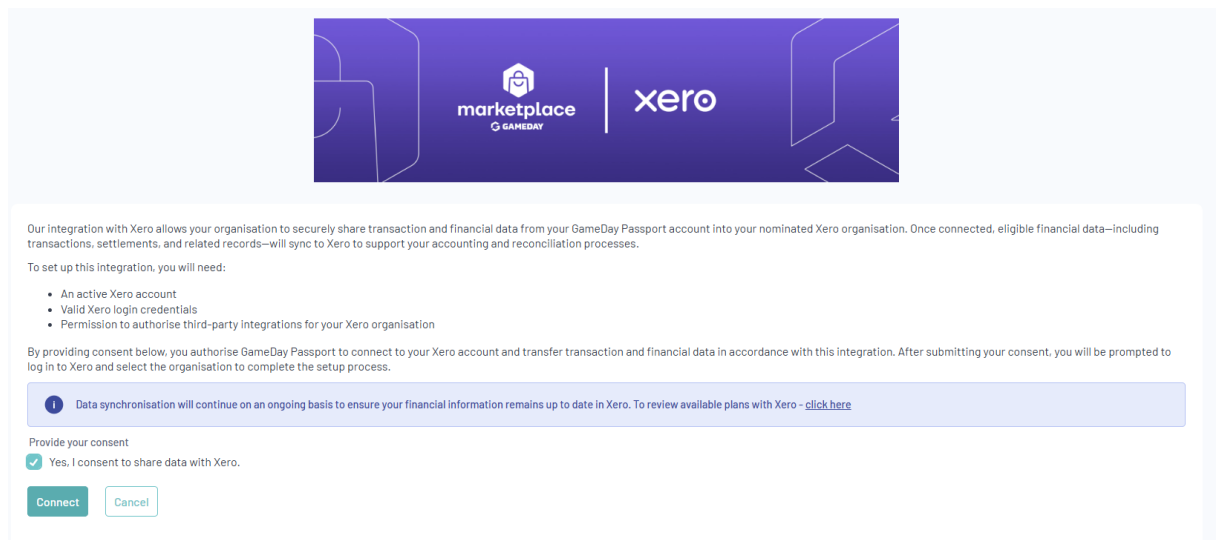 marketplace
GAMEDAY
xero
Our integration with Xero allows your organisation to securely share transaction and financial data from your GameDay Passport account into your nominated Xero organisation. Once connected, eligible financial data—including
transactions, settlements, and related records—will sync to Xero to support your accounting and reconciliation processes.
To set up this integration, you will need:
• An active Xero account
• Valid Xero login credentials
• Permission to authorise third-party integrations for your Xero organisation
By providing consent below, you authorise GameDay Passport to connect to your Xero account and transfer transaction and financial data in accordance with this integration. After submitting your consent, you will be prompted to
log in to Xero and select the organisation to complete the setup process.
Data synchronisation will continue on an ongoing basis to ensure your financial information remains up to date in Xero. To review available plans with Xero - click here
Provide your consent
Yes, I consent to share data with Xero.
Connect
Cancel